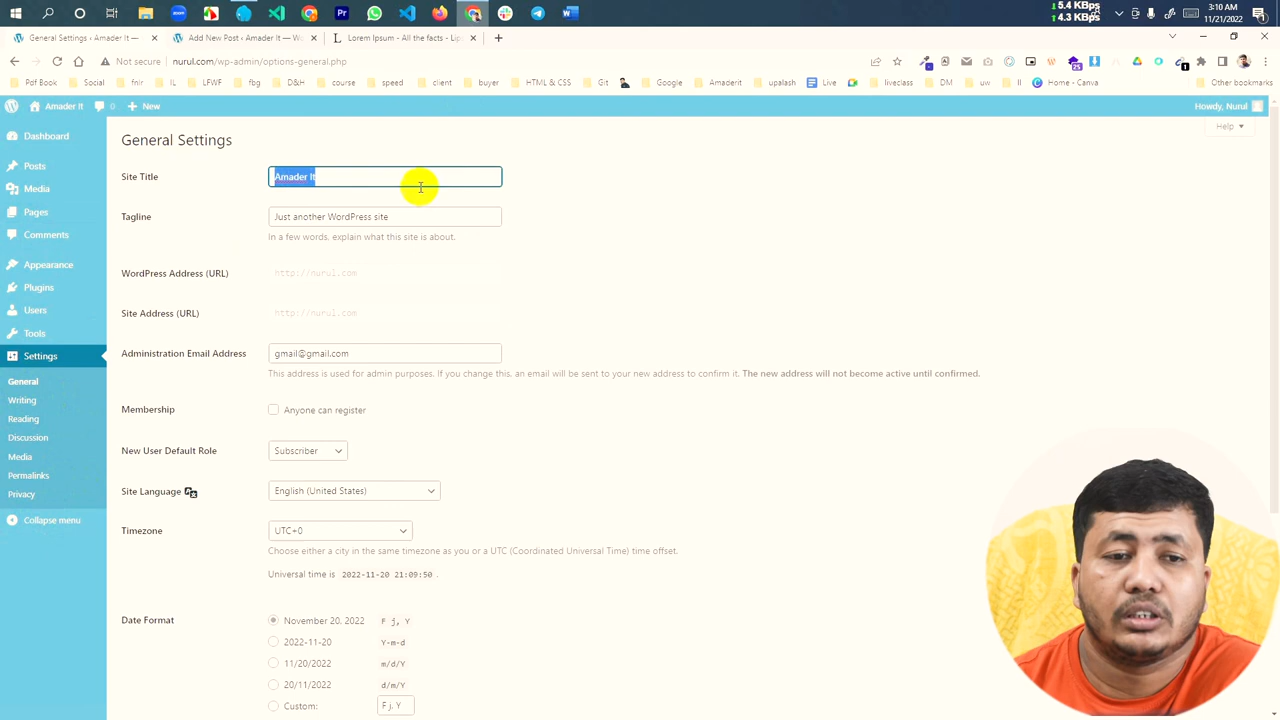 5.4 KB/s
4.3 KB/s
3:10 AM
11/21/2022
General Settings ‹ Amader It —
Add New Post ‹ Amader It — Wo
Lorem Ipsum - All the facts - Lip
Not secure
nurul.com/wp-admin/options-general.php
Pdf Book
Social
fnlr
IL
LFWF
fbg
D&H
course
speed
client
buyer
HTML & CSS
Git
Google
Amaderit
upalash
Live
liveclass
DM
uw
ll
Home - Canva
Other bookmarks
Amader It
0
New
Howdy, Nurul
Dashboard
Posts
Media
Pages
Comments
Appearance
Plugins
Users
Tools
Settings
General
Writing
Reading
Discussion
Media
Permalinks
Privacy
Collapse menu
General Settings
Help
Site Title
Amader It
Tagline
Just another WordPress site
In a few words, explain what this site is about.
WordPress Address (URL)
http://nurul.com
Site Address (URL)
http://nurul.com
Administration Email Address
gmail@gmail.com
This address is used for admin purposes. If you change this, an email will be sent to your new address to confirm it. The new address will not become active until confirmed.
Membership
Anyone can register
New User Default Role
Subscriber
Site Language
English (United States)
Timezone
UTC+0
Choose either a city in the same timezone as you or a UTC (Coordinated Universal Time) time offset.
Universal time is 2022-11-20 21:09:50 .
Date Format
November 20, 2022 F j, Y
2022-11-20 Y-m-d
11/20/2022 m/d/Y
20/11/2022 d/m/Y
Custom: F j, Y